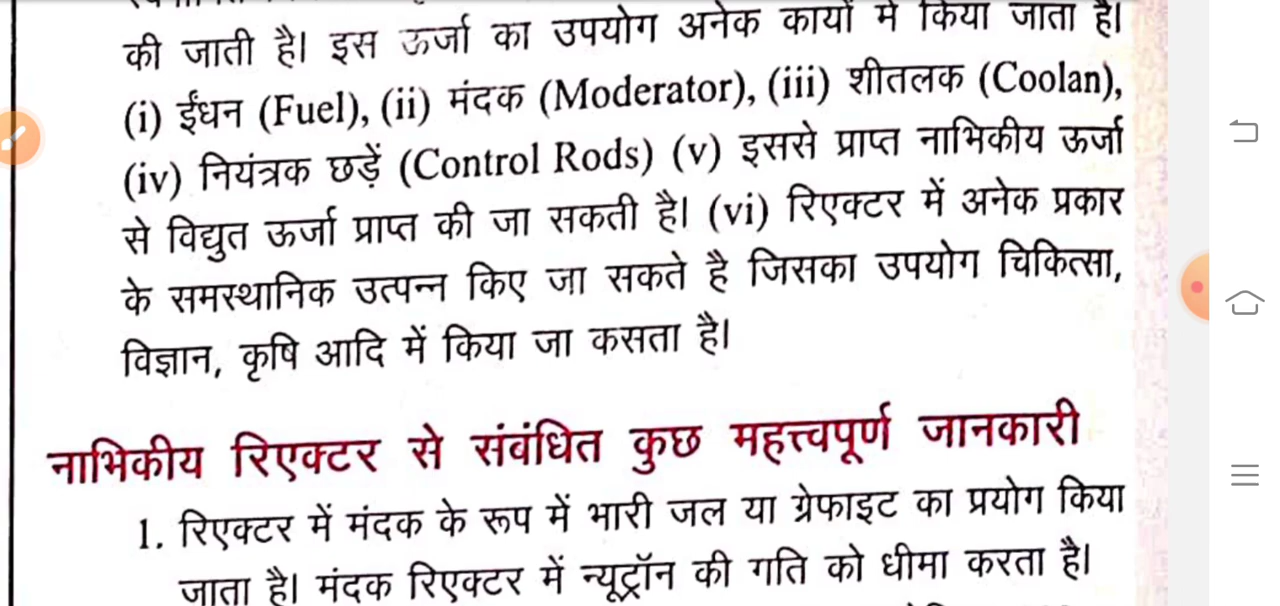 की जाती है। इस ऊर्जा का उपयोग अनेक कार्यों में किया जाता है।
(i) ईंधन (Fuel), (ii) मंदक (Moderator), (iii) शीतलक (Coolan),
(iv) नियंत्रक छड़ें (Control Rods) (v) इससे प्राप्त नाभिकीय ऊर्जा
से विद्युत ऊर्जा प्राप्त की जा सकती है। (vi) रिएक्टर में अनेक प्रकार
के समस्थानिक उत्पन्न किए जा सकते है जिसका उपयोग चिकित्सा,
विज्ञान, कृषि आदि में किया जा कसता है।
नाभिकीय रिएक्टर से संबंधित कुछ महत्त्वपूर्ण जानकारी
1. रिएक्टर में मंदक के रूप में भारी जल या ग्रेफाइट का प्रयोग किया
जाता है। मंदक रिएक्टर में न्यूट्रॉन की गति को धीमा करता है।